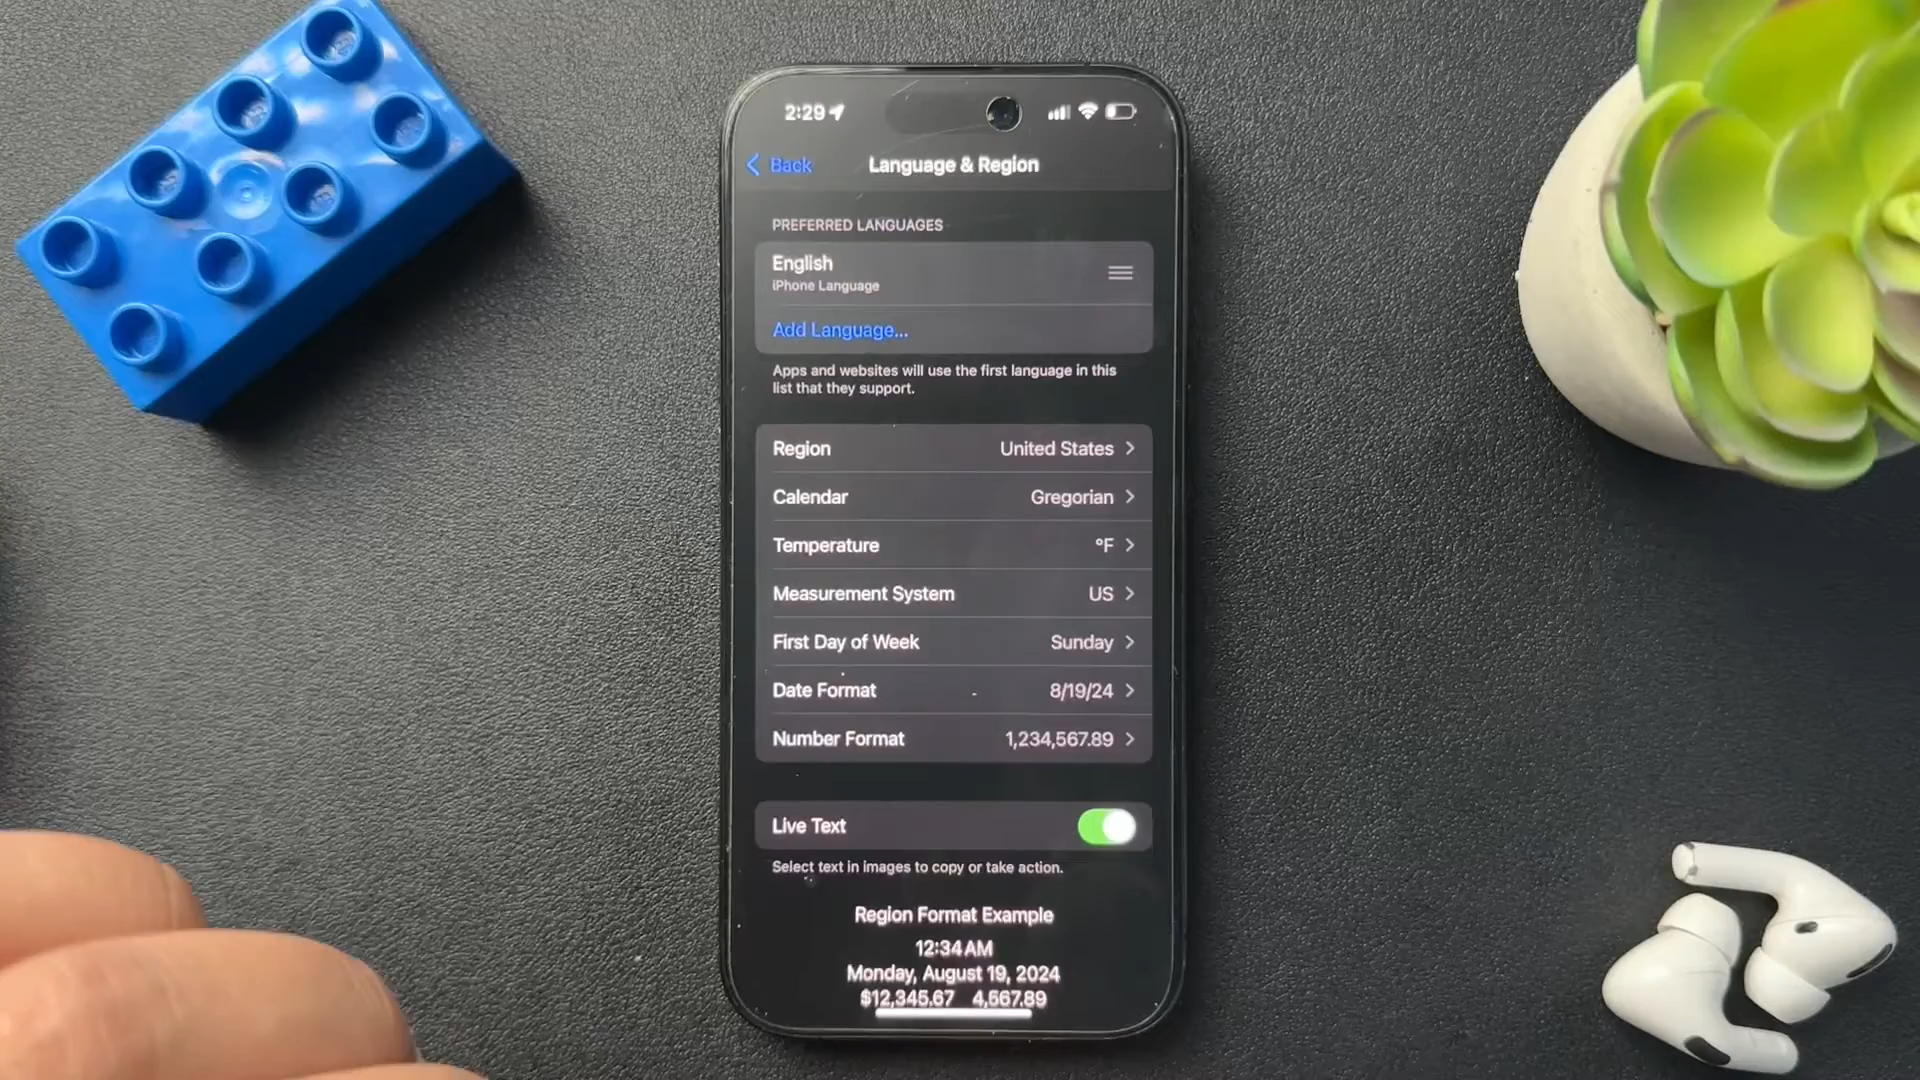 2:29
Back
Language & Region
PREFERRED LANGUAGES
English
iPhone Language
Add Language...
Apps and websites will use the first language in this
list that they support.
Region United States
Calendar Gregorian
Temperature °F
Measurement System US
First Day of Week Sunday
Date Format 8/19/24
Number Format 1,234,567.89
Live Text
Select text in images to copy or take action.
Region Format Example
12:34 AM
Monday, August 19, 2024
$12,345.67 4,567.89